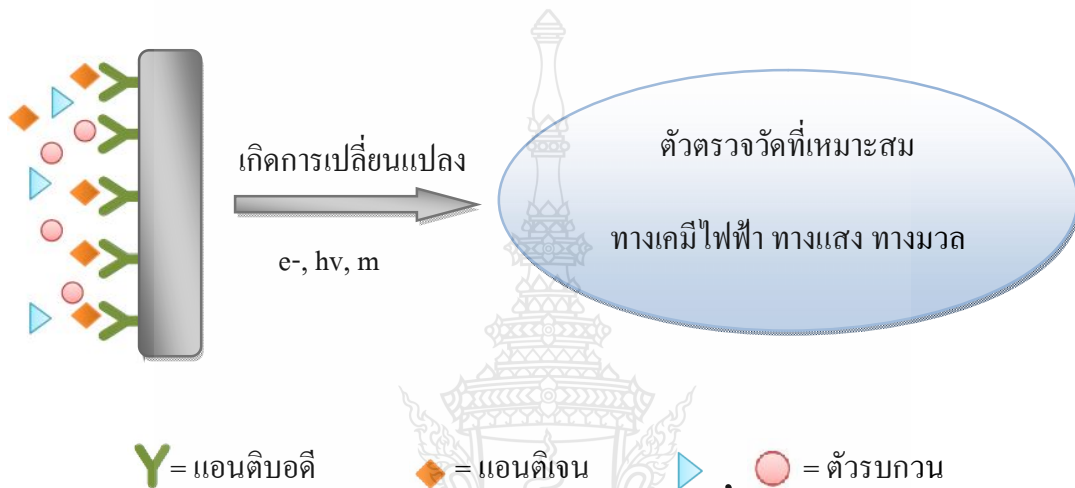 เกิดการเปลี่ยนแปลง
e-, hv, m
ตัวตรวจวัดที่เหมาะสม
ทางเคมีไฟฟ้า ทางแสง ทางมวล
= แอนติบอดี = แอนติเจน , = ตัวรบกวน